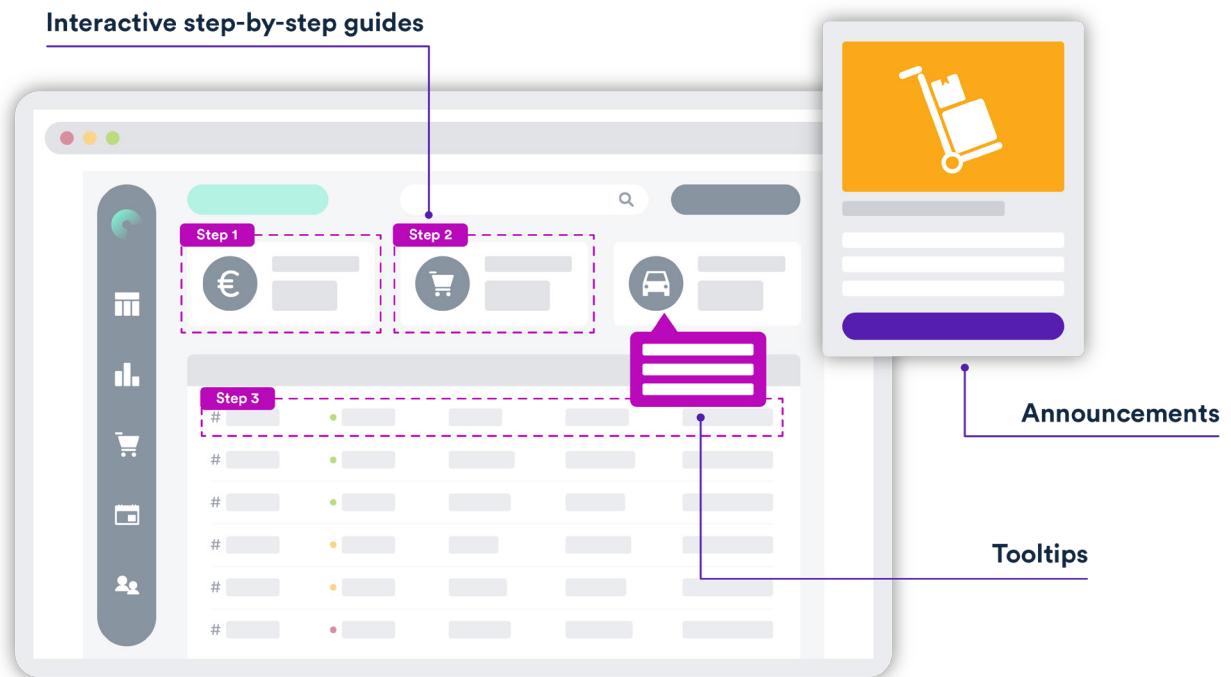 Interactive step-by-step guides
Step 1
Step 2
€
Step 3
#
#
#
#
#
#
Announcements
Tooltips